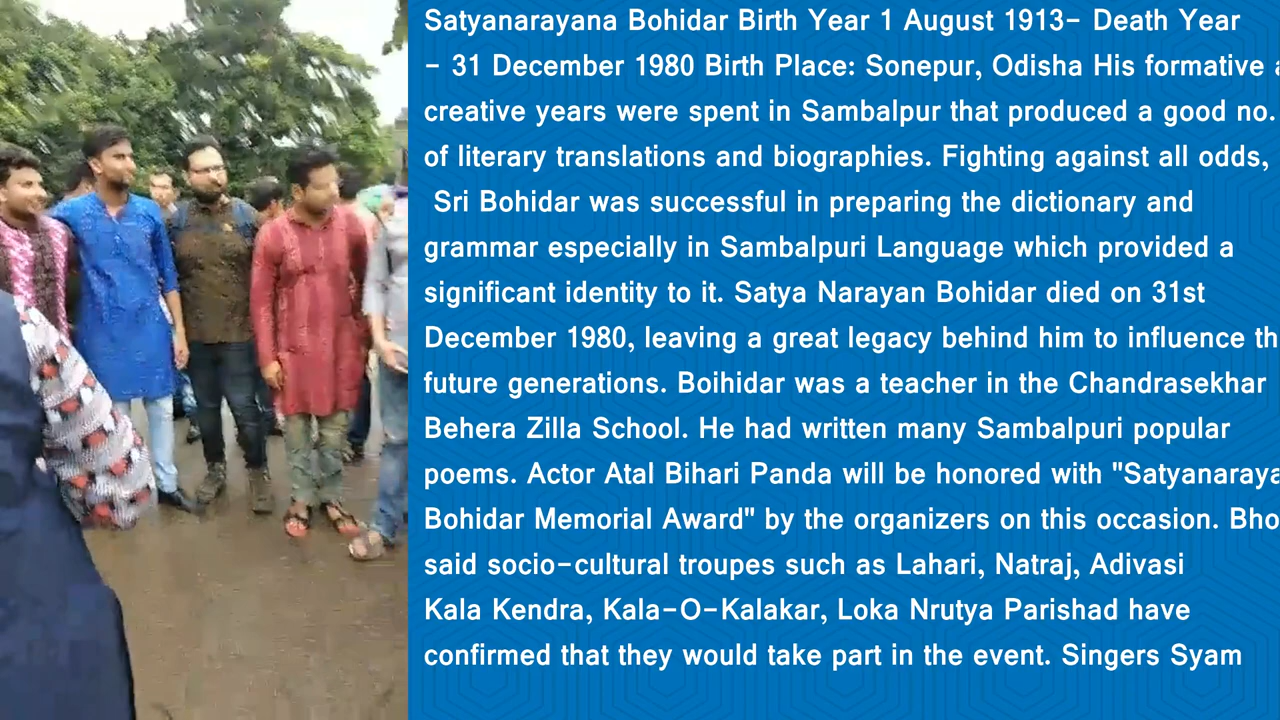 Satyanarayana Bohidar Birth Year 1 August 1913- Death Year
- 31 December 1980 Birth Place: Sonepur, Odisha His formative
creative years were spent in Sambalpur that produced a good no.
of literary translations and biographies. Fighting against all odds,
Sri Bohidar was successful in preparing the dictionary and
grammar especially in Sambalpuri Language which provided a
significant identity to it. Satya Narayan Bohidar died on 31st
December 1980, leaving a great legacy behind him to influence
future generations. Boihidar was a teacher in the Chandrasekhar
Behera Zilla School. He had written many Sambalpuri popular
poems. Actor Atal Bihari Panda will be honored with
Bohidar Memorial Award" by the organizers on this occasion.
said socio-cultural troupes such as Lahari, Natraj, Adivasi
Kala Kendra, Kala-O-Kalakar, Loka Nrutya Parishad have
confirmed that they would take part in the event. Singers Syam